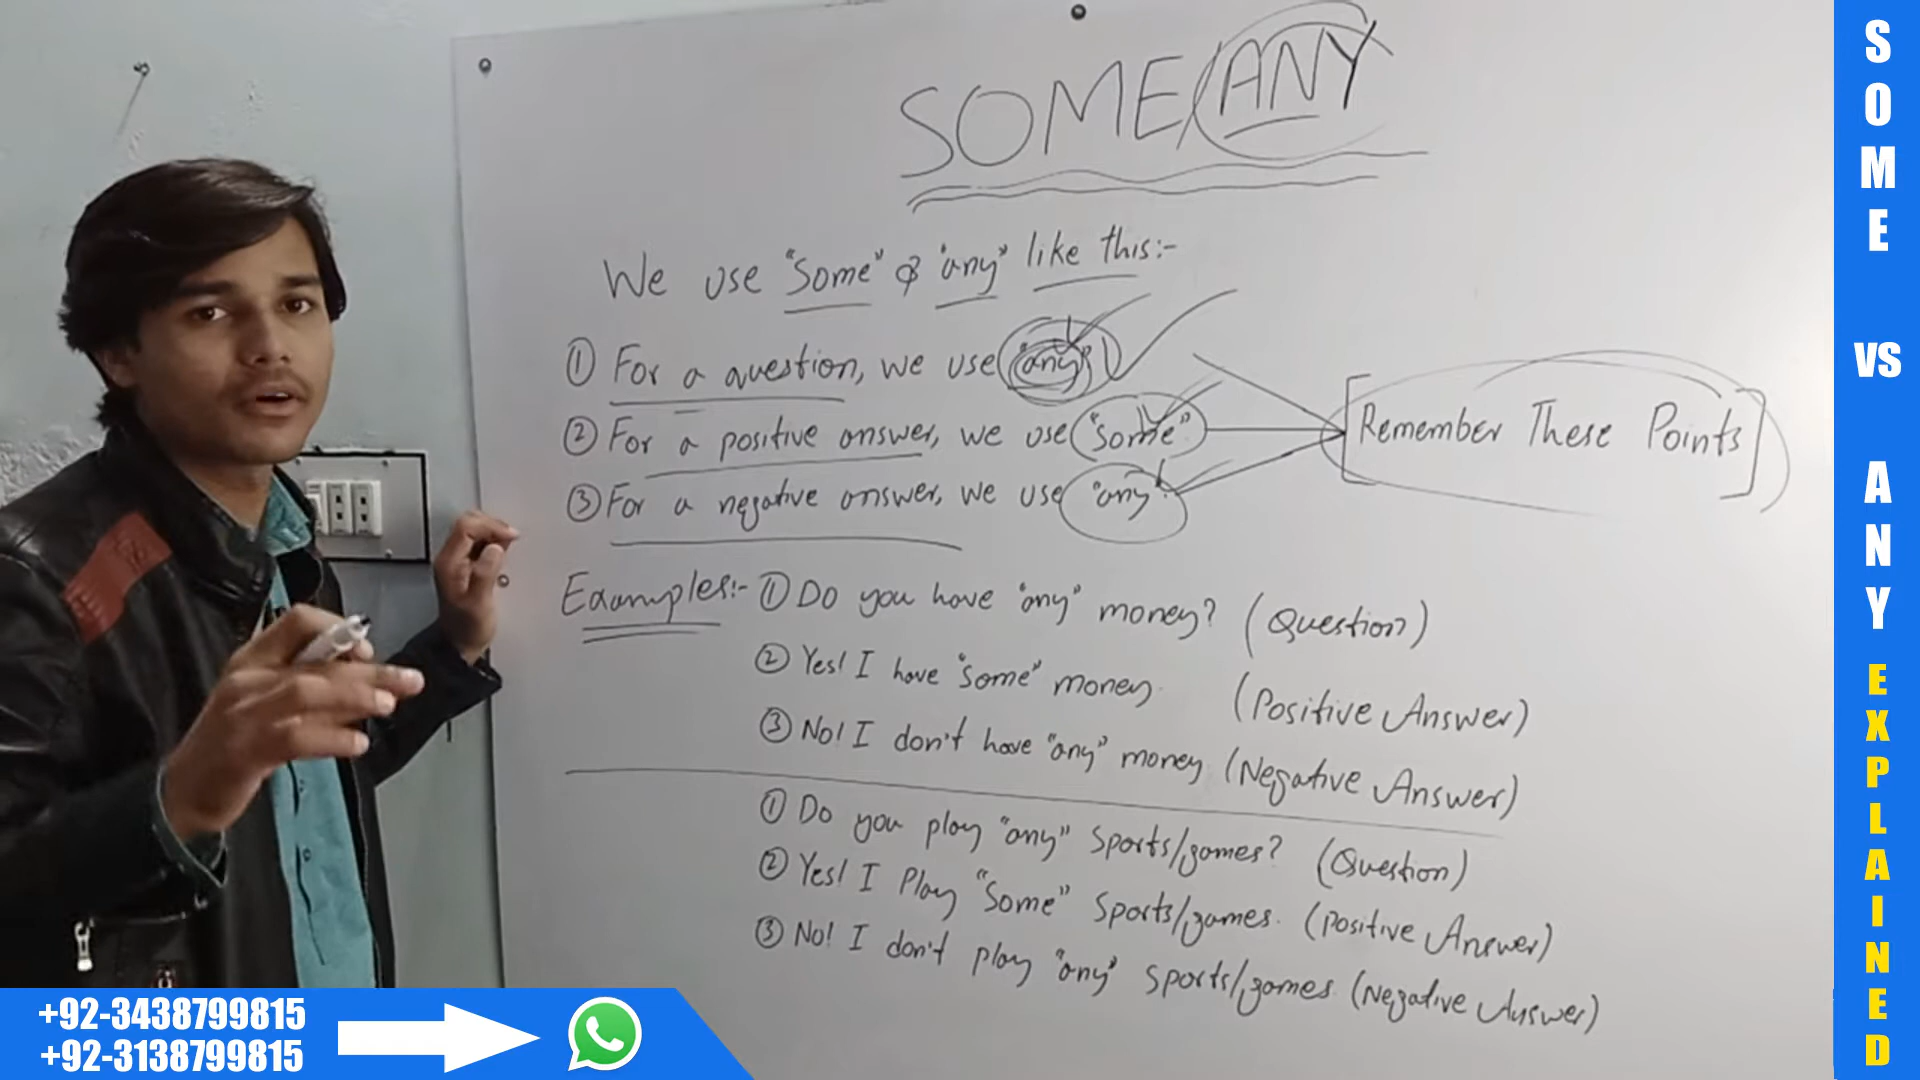 SOME/ANY
We use "some" & "any" like this:-
① For a question, we use "any"
② For a positive answer, we use "some"
③ For a negative answer, we use "any"
[Remember These Points]
Examples:- ① Do you have "any" money? (Question)
② Yes! I have "some" money. (Positive Answer)
③ No! I don't have "any" money (Negative Answer)
① Do you play "any" Sports/games? (Question)
② Yes! I Play "Some" Sports/games. (Positive Answer)
③ No! I don't play "any" Sports/games. (Negative Answer)
SOME VS ANY EXPLAINED
+92-3438799815
+92-3138799815